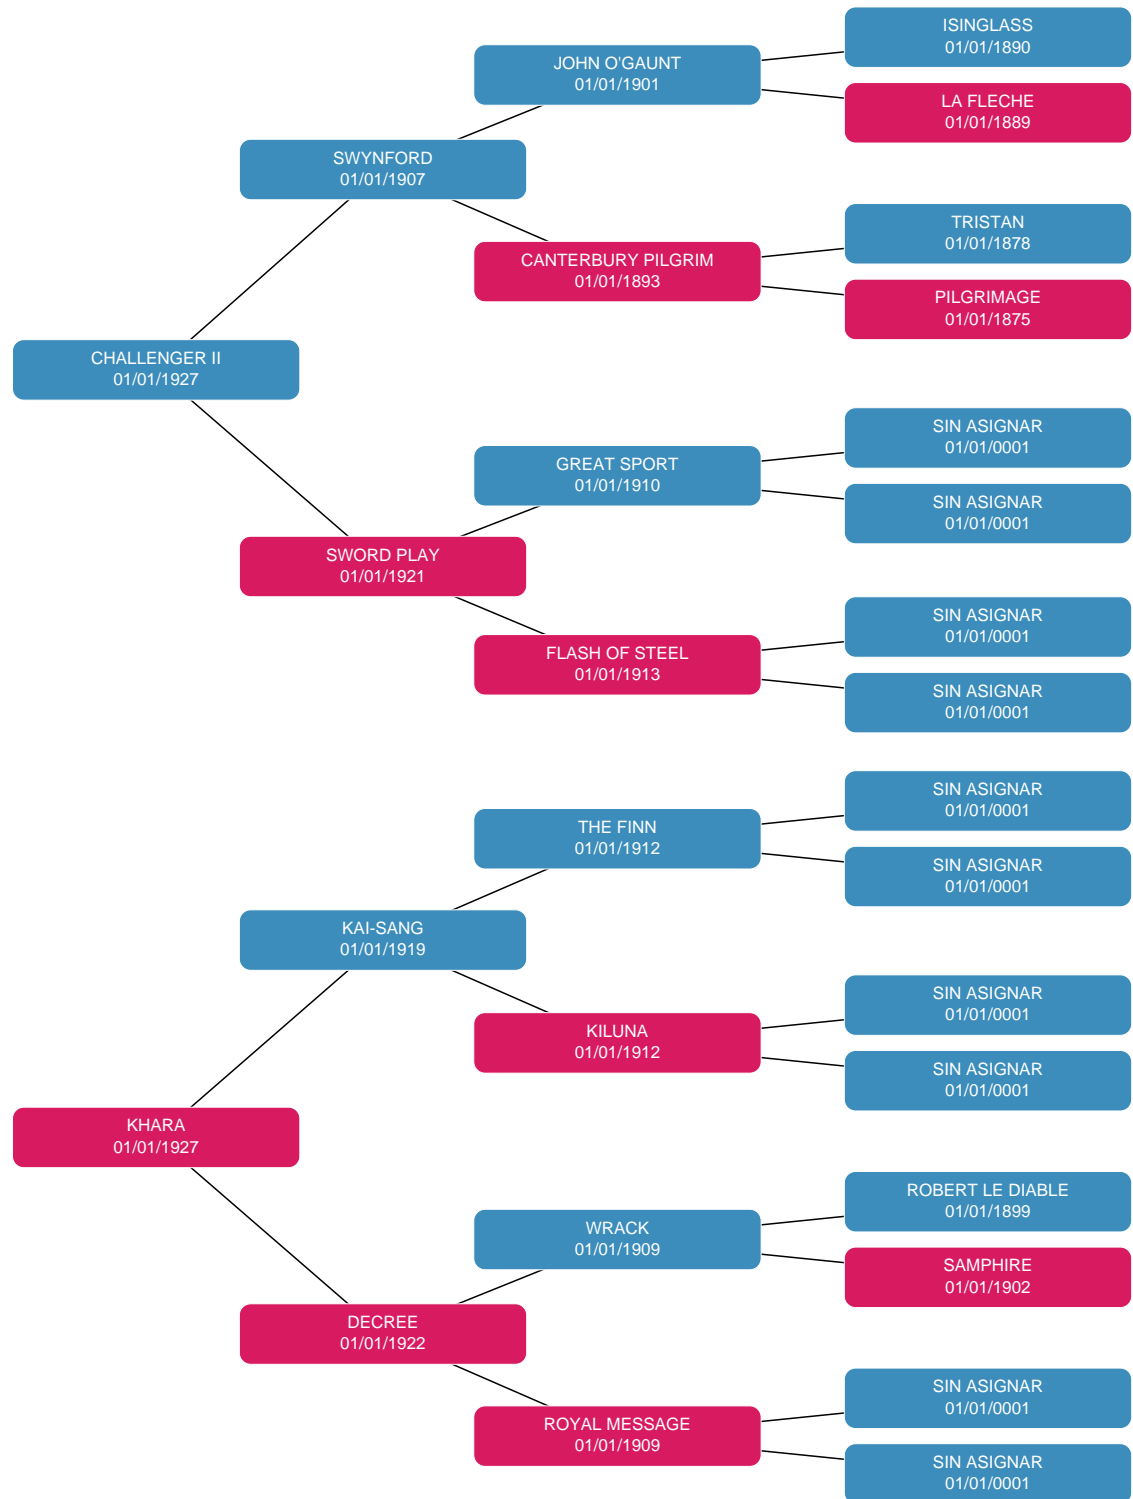 ISINGLASS
01/01/1890
JOHN O'GAUNT
01/01/1901
LA FLECHE
01/01/1889
SWYNFORD
01/01/1907
TRISTAN
01/01/1878
CANTERBURY PILGRIM
01/01/1893
PILGRIMAGE
01/01/1875
CHALLENGER II
01/01/1927
SIN ASIGNAR
01/01/0001
GREAT SPORT
01/01/1910
SIN ASIGNAR
01/01/0001
SWORD PLAY
01/01/1921
SIN ASIGNAR
01/01/0001
FLASH OF STEEL
01/01/1913
SIN ASIGNAR
01/01/0001
SIN ASIGNAR
01/01/0001
THE FINN
01/01/1912
SIN ASIGNAR
01/01/0001
KAI-SANG
01/01/1919
SIN ASIGNAR
01/01/0001
KILUNA
01/01/1912
SIN ASIGNAR
01/01/0001
KHARA
01/01/1927
ROBERT LE DIABLE
01/01/1899
WRACK
01/01/1909
SAMPHIRE
01/01/1902
DECREE
01/01/1922
SIN ASIGNAR
01/01/0001
ROYAL MESSAGE
01/01/1909
SIN ASIGNAR
01/01/0001